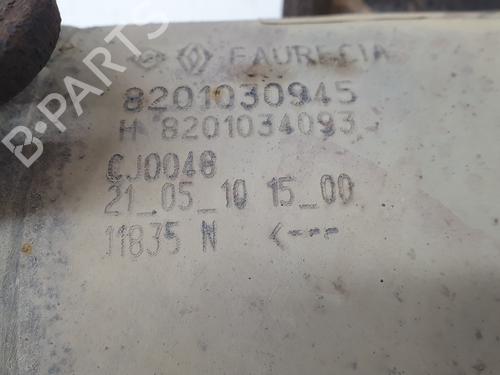 FAURECIA
8201030945
H 8201034093
CJ0048
21_05_10 15_00
11835 N <---
B-PARTS